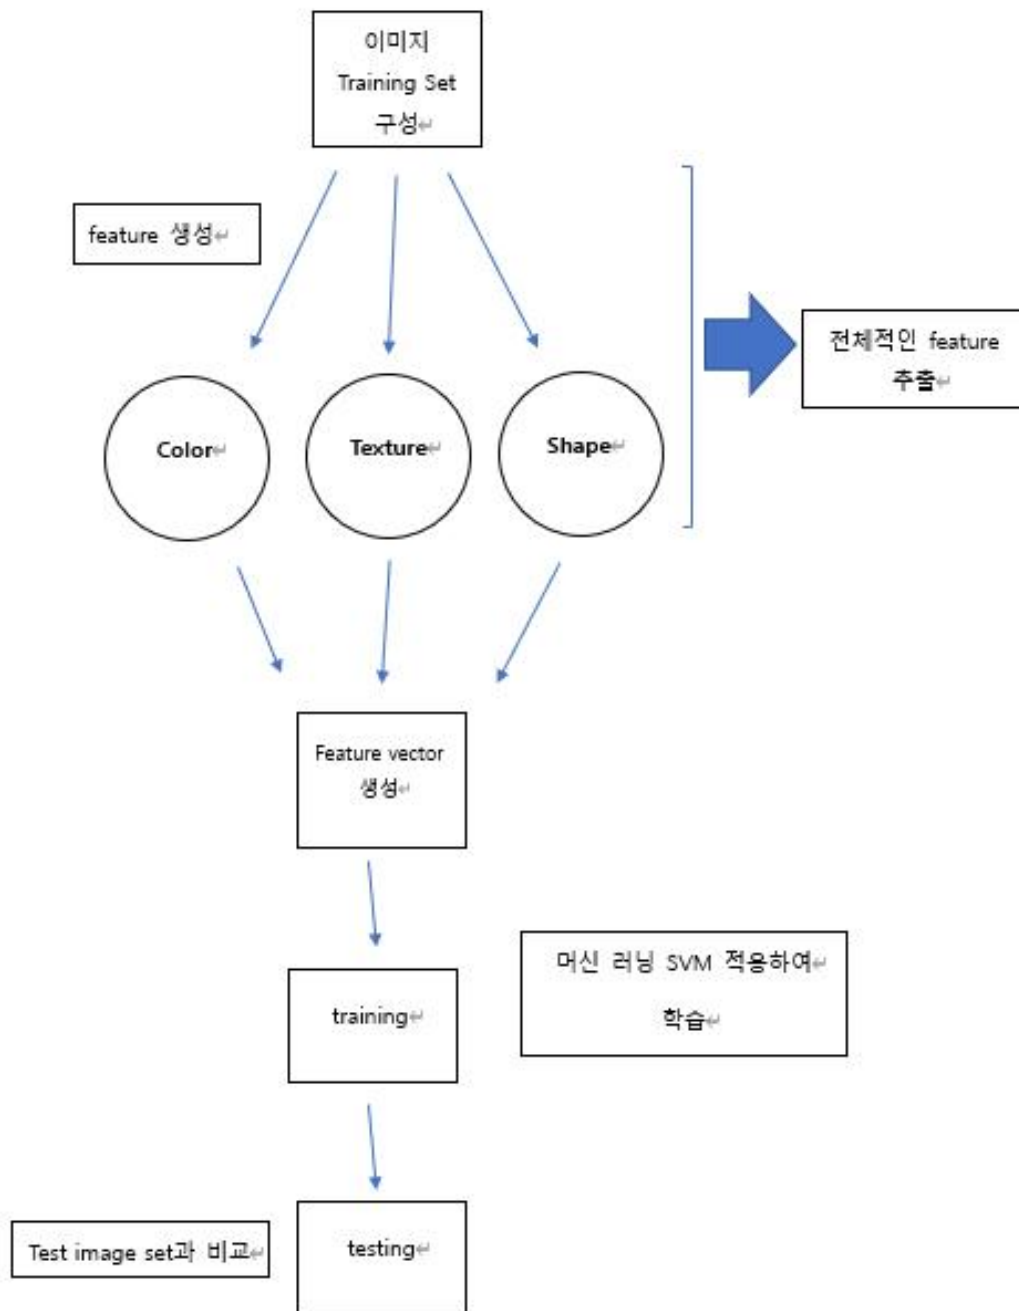 이미지
Training Set
구성↵
feature 생성↵
전체적인 feature
추출↵
Color↵
Texture↵
Shape↵
Feature vector
생성↵
머신 러닝 SVM 적용하여↵
학습↵
training↵
Test image set과 비교↵
testing↵